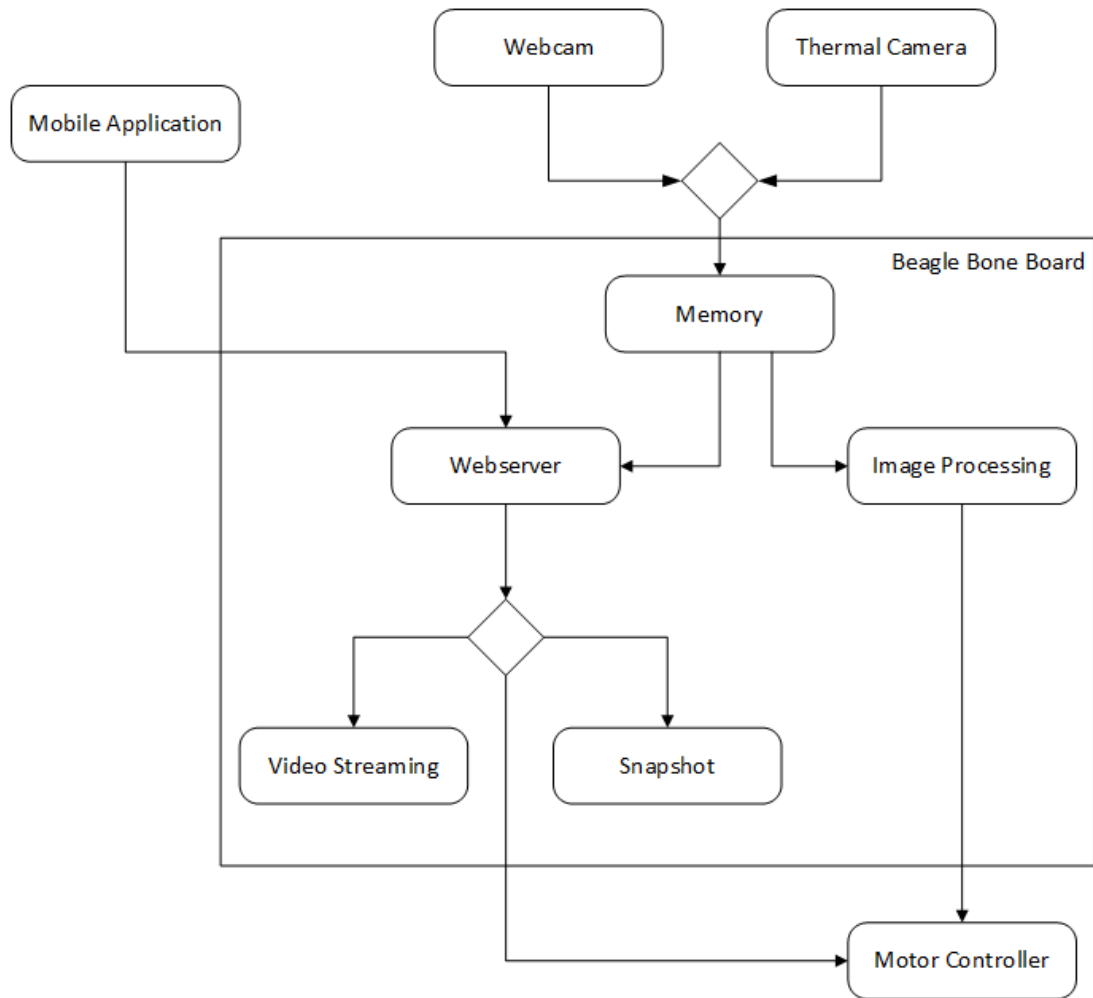 Webcam
Thermal Camera
Mobile Application
Beagle Bone Board
Memory
Webserver
Image Processing
Video Streaming
Snapshot
Motor Controller